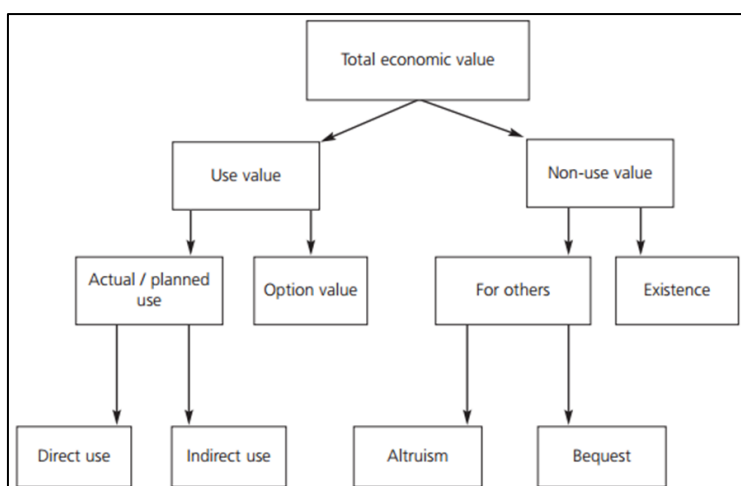 Total economic value
Use value
Non-use value
Actual / planned
use
Option value
For others
Existence
Direct use
Indirect use
Altruism
Bequest